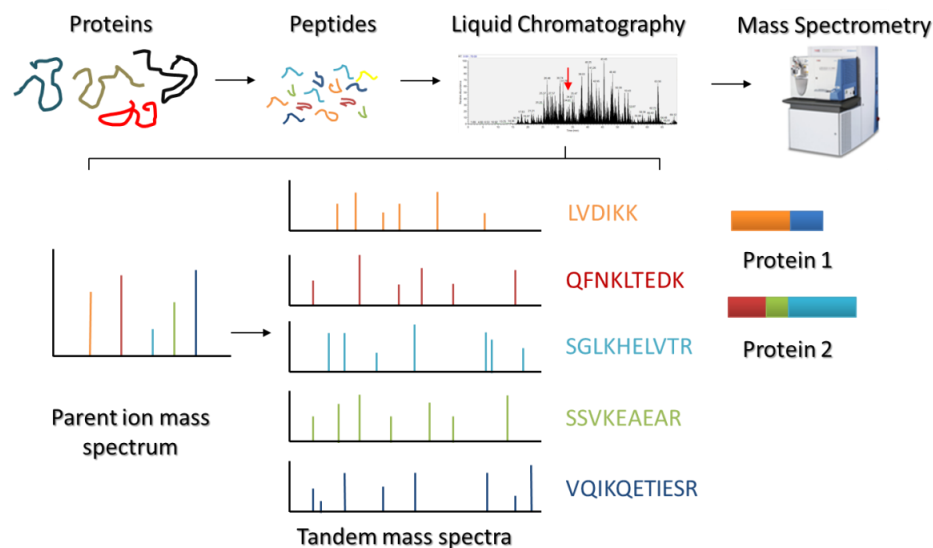 Proteins
Peptides
Liquid Chromatography
Mass Spectrometry
LVDIKK
QFNKLTEDK
SGLKHELVTR
SSVKEAEAR
VQIKQETIESR
Protein 1
Protein 2
Parent ion mass
spectrum
Tandem mass spectra